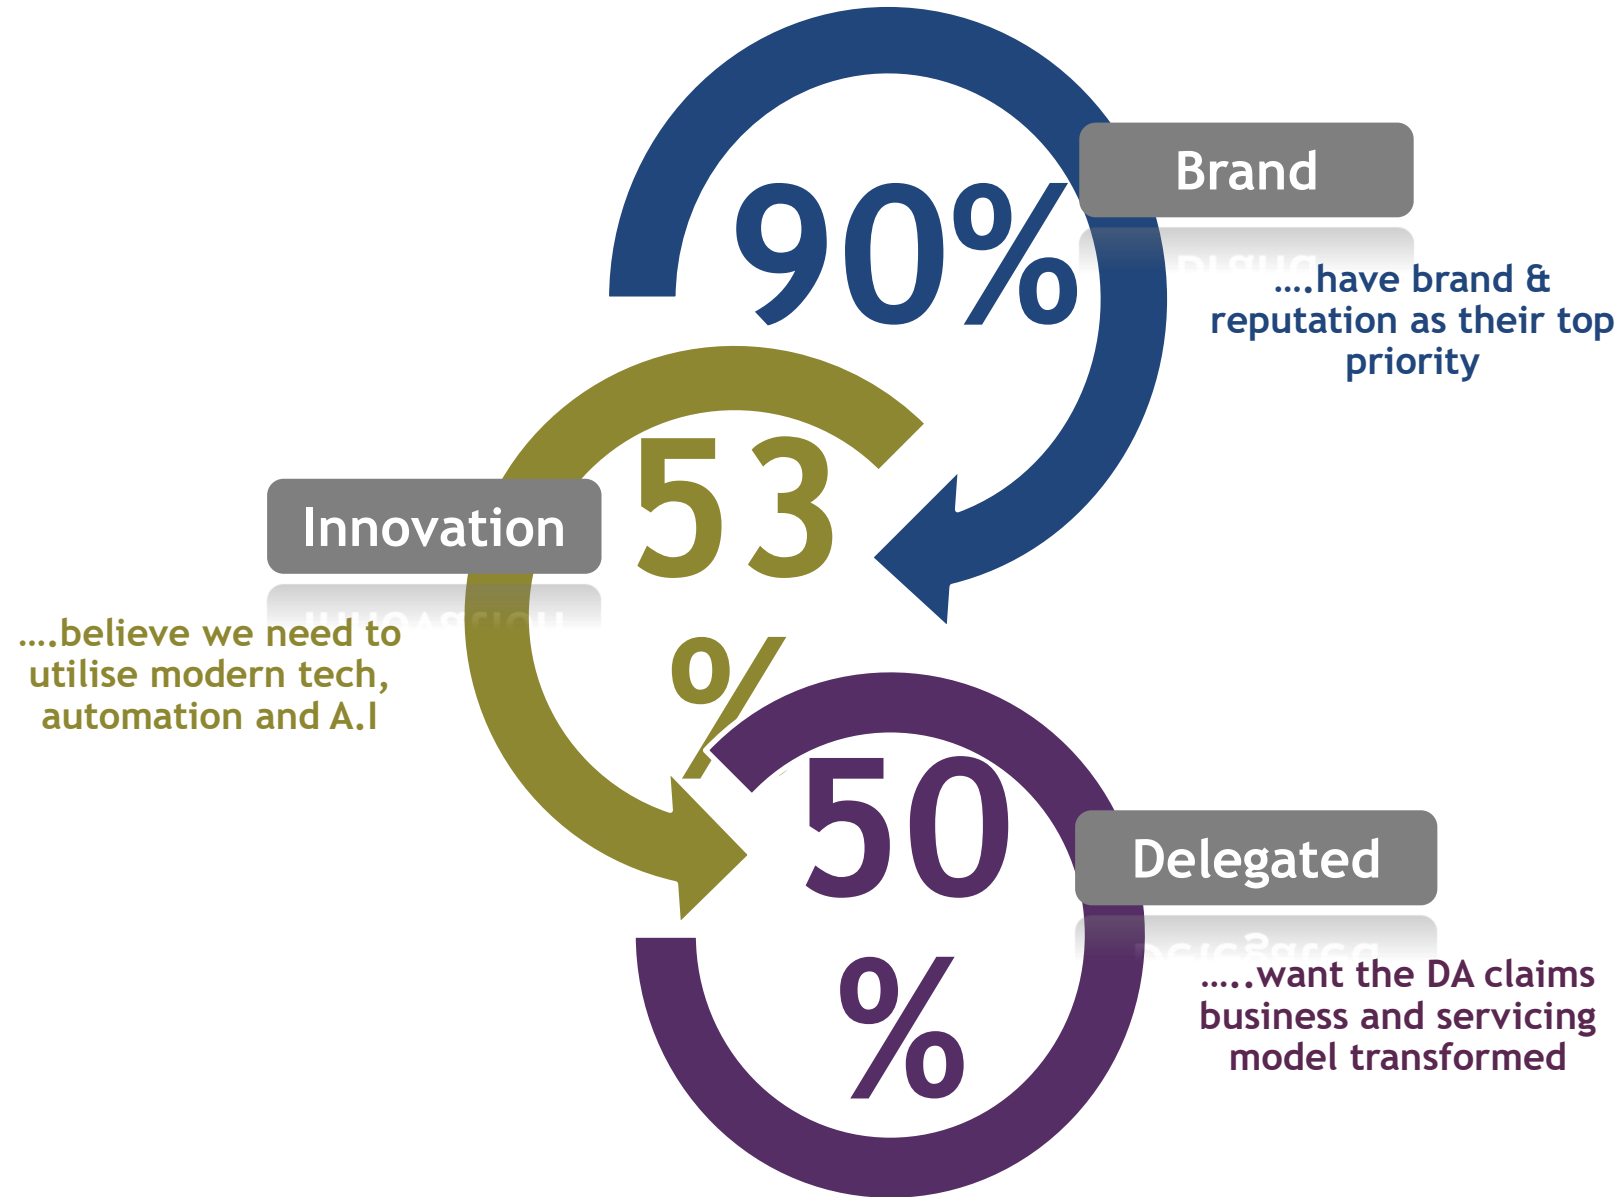 90%
Brand
....have brand &
reputation as their top
priority
53
%
Innovation
....believe we need to
utilise modern tech,
automation and A.I
50
%
Delegated
.....want the DA claims
business and servicing
model transformed